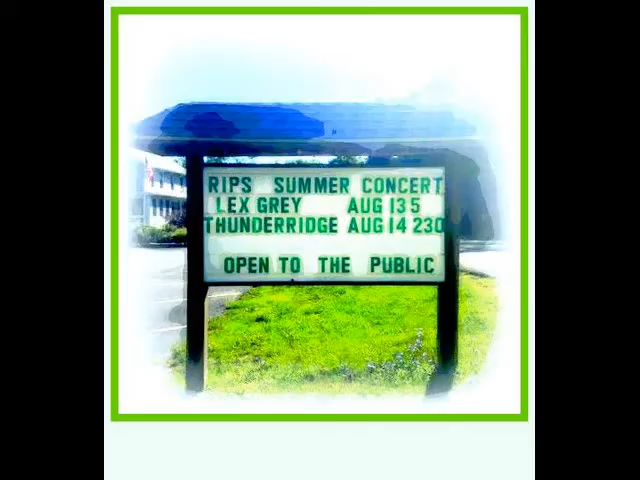 RIPS SUMMER CONCERT
LEX GREY AUG 13 5
THUNDERRIDGE AUG 14 230
OPEN TO THE PUBLIC